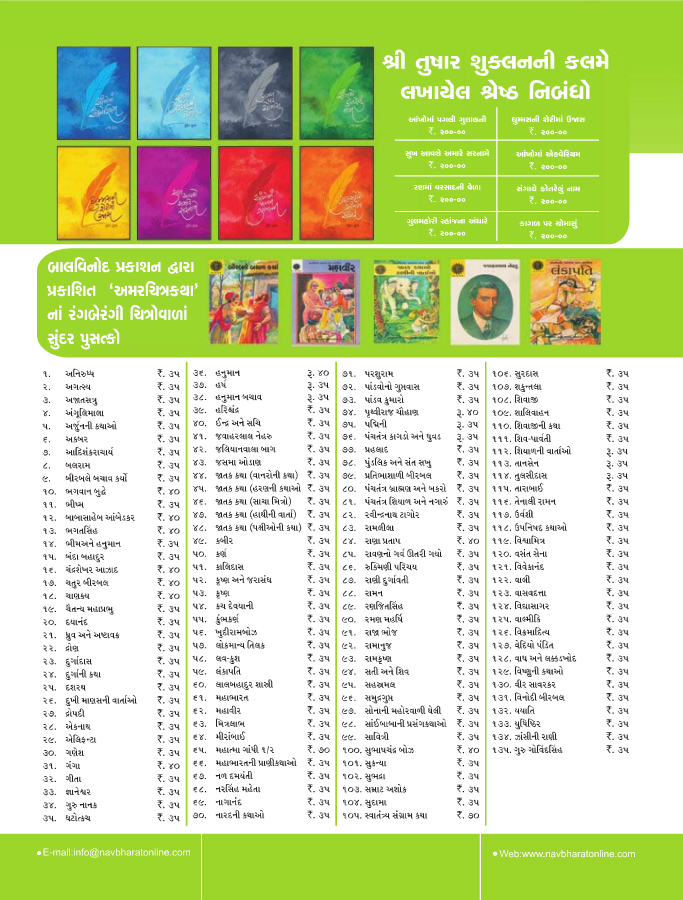 શ્રી તુષાર શુક્લનની કલમે
લખાયેલ શ્રેષ્ઠ નિબંધો
આંખોમાં પગલી ગુલાલની
₹. ૨૦૦-૦૦
ધુમ્મસની શેરીમાં ઉજાસ
₹. ૨૦૦-૦૦
સુખ આવશે અમારે સરનામે
₹. ૨૦૦-૦૦
આંખોમાં એક્વેરિયમ
₹. ૨૦૦-૦૦
રણમાં વરસાદની વેળા
₹. ૨૦૦-૦૦
સંગાથે કોતરેલું નામ
₹. ૨૦૦-૦૦
ગુલમહોરી રહાંજના અંધારે
₹. ૨૦૦-૦૦
કાગળ પર ચોમાસું
₹. ૨૦૦-૦૦
બાલવિનોદ પ્રકાશન દ્વારા
પ્રકાશિત ‘અમરચિત્રકથા’
નાં રંગબેરંગી ચિત્રોવાળાં
સુંદર પુસ્તકો
મહાવીર
લંકાપતિ
૧. અનિરુધ્ધ ₹. ૩૫
૨. અગત્સ્ય ₹. ૩૫
૩. અજાતસત્રુ ₹. ૩૫
૪. અંગુલિમાલા ₹. ૩૫
૫. અર્જુનની કથાઓ ₹. ૩૫
૬. અકબર ₹. ૩૫
૭. આદિશંકરાચાર્ય ₹. ૩૫
૮. બલરામ ₹. ૩૫
૯. બીરબલે બચાવ કર્યો ₹. ૩૫
૧૦. ભગવાન બુદ્ધે ₹. ૪૦
૧૧. ભીષ્મ ₹. ૩૫
૧૨. બાબાસાહેબ આંબેડકર ₹. ૪૦
૧૩. ભગતસિંહ ₹. ૪૦
૧૪. ભીમઅને હનુમાન ₹. ૩૫
૧૫. બંદા બહાદુર ₹. ૩૫
૧૬. ચંદ્રશેખર આઝાદ ₹. ૪૦
૧૭. ચતુર બીરબલ ₹. ૪૦
૧૮. ચાણક્ય ₹. ૪૦
૧૯. ચૈતન્ય મહાપ્રભુ ₹. ૩૫
૨૦. દયાનંદ ₹. ૩૫
૨૧. ધ્રુવ અને અષ્ટાવક ₹. ૩૫
૨૨. દ્રોણ ₹. ૩૫
૨૩. દુર્ગાદાસ ₹. ૩૫
૨૪. દુર્ગાની કથા ₹. ૩૫
૨૫. દશરથ ₹. ૩૫
૨૬. દુખી માણસની વાર્તાઓ ₹. ૩૫
૨૭. દ્રોપદી ₹. ૩૫
૨૮. એકનાથ ₹. ૩૫
૨૯. એલિફન્ટા ₹. ૩૫
૩૦. ગણેશ ₹. ૩૫
૩૧. ગંગા ₹. ૪૦
૩૨. ગીતા ₹. ૩૫
૩૩. જ્ઞાનેશ્વર ₹. ૩૫
૩૪. ગુરુ નાનક ₹. ૩૫
૩૫. ઘટોત્કચ ₹. ૩૫
૩૬. હનુમાન રૂ. ૪૦
૩૭. હર્ષ રૂ. ૩૫
૩૮. હનુમાન બચાવ રૂ. ૩૫
૩૯. હરિશ્ચંદ્ર ₹. ૩૫
૪૦. ઈન્દ્ર અને સચિ ₹. ૩૫
૪૧. જવાહરલાલ નેહરુ ₹. ૩૫
૪૨. જલિયાનવાલા બાગ ₹. ૩૫
૪૩. જસમા ઓડાણ ₹. ૩૫
૪૪. જાતક કથા (વાનરોની કથા) ₹. ૩૫
૪૫. જાતક કથા (હરણની કથાઓ ₹. ૩૫
૪૬. જાતક કથા (સાચા મિત્રો) ₹. ૩૫
૪૭. જાતક કથા (હાથીની વાર્તા) ₹. ૩૫
૪૮. જાતક કથા (પક્ષીઓની કથા) ₹. ૩૫
૪૯. કબીર ₹. ૩૫
૫૦. કર્ણ ₹. ૩૫
૫૧. કાલિદાસ ₹. ૩૫
૫૨. કૃષ્ણ અને જરાસંધ ₹. ૩૫
૫૩. કૃષ્ણ ₹. ૩૫
૫૪. કચ દેવયાની ₹. ૩૫
૫૫. કુંભકર્ણ ₹. ૩૫
૫૬. ખુદીરામબોઝ ₹. ૩૫
૫૭. લોકમાન્ય તિલક ₹. ૩૫
૫૮. લવ-કુશ ₹. ૩૫
૫૯. લંકાપતિ ₹. ૩૫
૬૦. લાલબહાદુર શાસ્ત્રી ₹. ૩૫
૬૧. મહાભારત ₹. ૩૫
૬૨. મહાવીર ₹. ૩૫
૬૩. મિત્રલાભ ₹. ૩૫
૬૪. મીરાંબાઈ ₹. ૩૫
૬૫. મહાત્મા ગાંધી ૧/૨ ₹. ૭૦
૬૬. મહાભારતની પ્રાણીકથાઓ ₹. ૩૫
૬૭. નળ દમયંતી ₹. ૩૫
૬૮. નરસિંહ મહેતા ₹. ૩૫
૬૯. નાગાનંદ ₹. ૩૫
૭૦. નારદની કથાઓ ₹. ૩૫
૭૧. પરશુરામ ₹. ૩૫
૭૨. પાંડવોનો ગુપ્તવાસ ₹. ૩૫
૭૩. પાંડવ કુમારો ₹. ૩૫
૭૪. પૃથ્વીરાજ ચૌહાણ રૂ. ૪૦
૭૫. પદ્મિની રૂ. ૩૫
૭૬. પંચતંત્ર કાગડો અને ઘુવડ રૂ. ૩૫
૭૭. પ્રહલાદ ₹. ૩૫
૭૮. પુંડલિક અને સંત સખુ ₹. ૩૫
૭૯. પ્રતિભાશાળી બીરબલ ₹. ૩૫
૮૦. પંચતંત્ર બ્રાહ્મણ અને બકરો ₹. ૩૫
૮૧. પંચતંત્ર શિયાળ અને નગારું ₹. ૩૫
૮૨. રવીન્દ્રનાથ ટાગોર ₹. ૩૫
૮૩. રામલીલા ₹. ૩૫
૮૪. રાણા પ્રતાપ ₹. ૪૦
૮૫. રાવણનો ગર્વ ઊતરી ગયો ₹. ૩૫
૮૬. રુક્મિણી પરિચય ₹. ૩૫
૮૭. રાણી દુર્ગાવતી ₹. ૩૫
૮૮. રામન ₹. ૩૫
૮૯. રણજિતસિંહ ₹. ૩૫
૯૦. રમણ મહર્ષિ ₹. ૩૫
૯૧. રાજા ભોજ ₹. ૩૫
૯૨. રામાનુજ ₹. ૩૫
૯૩. રામકૃષ્ણ ₹. ૩૫
૯૪. સતી અને શિવ ₹. ૩૫
૯૫. સહસ્રમલ ₹. ૩૫
૯૬. સમુદ્રગુપ્ત ₹. ૩૫
૯૭. સોનાની મહોરવાળી થેલી ₹. ૩૫
૯૮. સાંઈબાબાની પ્રસંગકથાઓ ₹. ૩૫
૯૯. સાવિત્રી ₹. ૩૫
૧૦૦. સુભાષચંદ્ર બોઝ ₹. ૪૦
૧૦૧. સુકન્યા ₹. ૩૫
૧૦૨. સુભદ્રા ₹. ૩૫
૧૦૩. સમ્રાટ અશોક ₹. ૩૫
૧૦૪. સુદામા ₹. ૩૫
૧૦૫. સ્વાતંત્ર્ય સંગ્રામ કથા ₹. ૭૦
૧૦૬. સુરદાસ ₹. ૩૫
૧૦૭. શકુન્તલા ₹. ૩૫
૧૦૮. શિવાજી ₹. ૩૫
૧૦૯. શાલિવાહન ₹. ૩૫
૧૧૦. શિવાજીની કથા ₹. ૩૫
૧૧૧. શિવ-પાર્વતી ₹. ૩૫
૧૧૨. શિયાળની વાર્તાઓ રૂ. ૩૫
૧૧૩. તાનસેન રૂ. ૩૫
૧૧૪. તુલસીદાસ રૂ. ૩૫
૧૧૫. તારાબાઈ ₹. ૩૫
૧૧૬. તેનાલી રામન ₹. ૩૫
૧૧૭. ઉર્વશી ₹. ૩૫
૧૧૮. ઉપનિષદ કથાઓ ₹. ૩૫
૧૧૯. વિશ્વામિત્ર ₹. ૩૫
૧૨૦. વસંત સેના ₹. ૩૫
૧૨૧. વિવેકાનંદ ₹. ૩૫
૧૨૨. વાલી ₹. ૩૫
૧૨૩. વાસવદત્તા ₹. ૩૫
૧૨૪. વિદ્યાસાગર ₹. ૩૫
૧૨૫. વાલ્મીકિ ₹. ૩૫
૧૨૬. વિક્રમાદિત્ય ₹. ૩૫
૧૨૭. વેદિયો પંડિત ₹. ૩૫
૧૨૮. વાઘ અને લક્કડખોદ ₹. ૩૫
૧૨૯. વિષ્ણુની કથાઓ ₹. ૩૫
૧૩૦. વીર સાવરકર ₹. ૩૫
૧૩૧. વિનોદી બીરબલ ₹. ૩૫
૧૩૨. યયાતિ ₹. ૩૫
૧૩૩. યુધિષ્ઠિર ₹. ૩૫
૧૩૪. ઝાંસીની રાણી ₹. ૩૫
૧૩૫. ગુરુ ગોવિંદસિંહ ₹. ૩૫
●E-mail:info@navbharatonline.com
●Web:www.navbharatonline.com